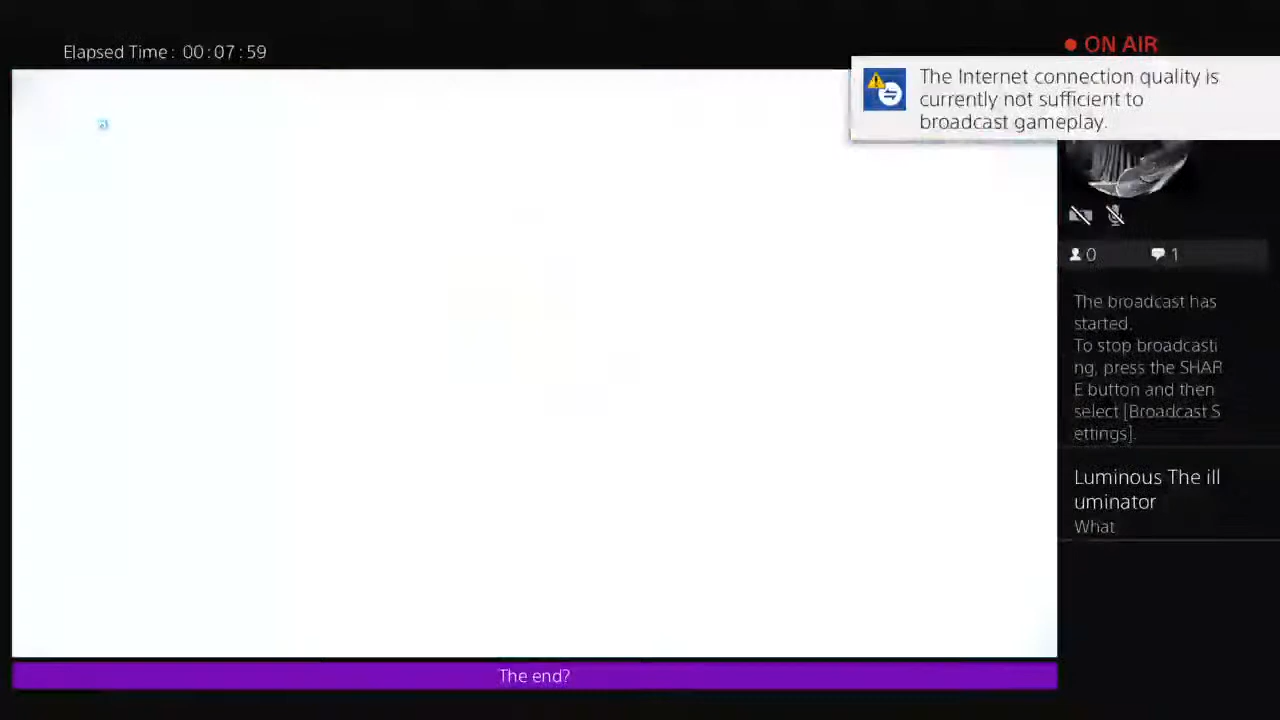 Elapsed Time: 00:07:59
ON AIR
The Internet connection quality is
currently not sufficient to
broadcast gameplay.
0
1
The broadcast has
started.
To stop broadcasti
ng, press the SHAR
E button and then
select [Broadcast S
ettings].
Luminous The ill
uminator
What
The end?